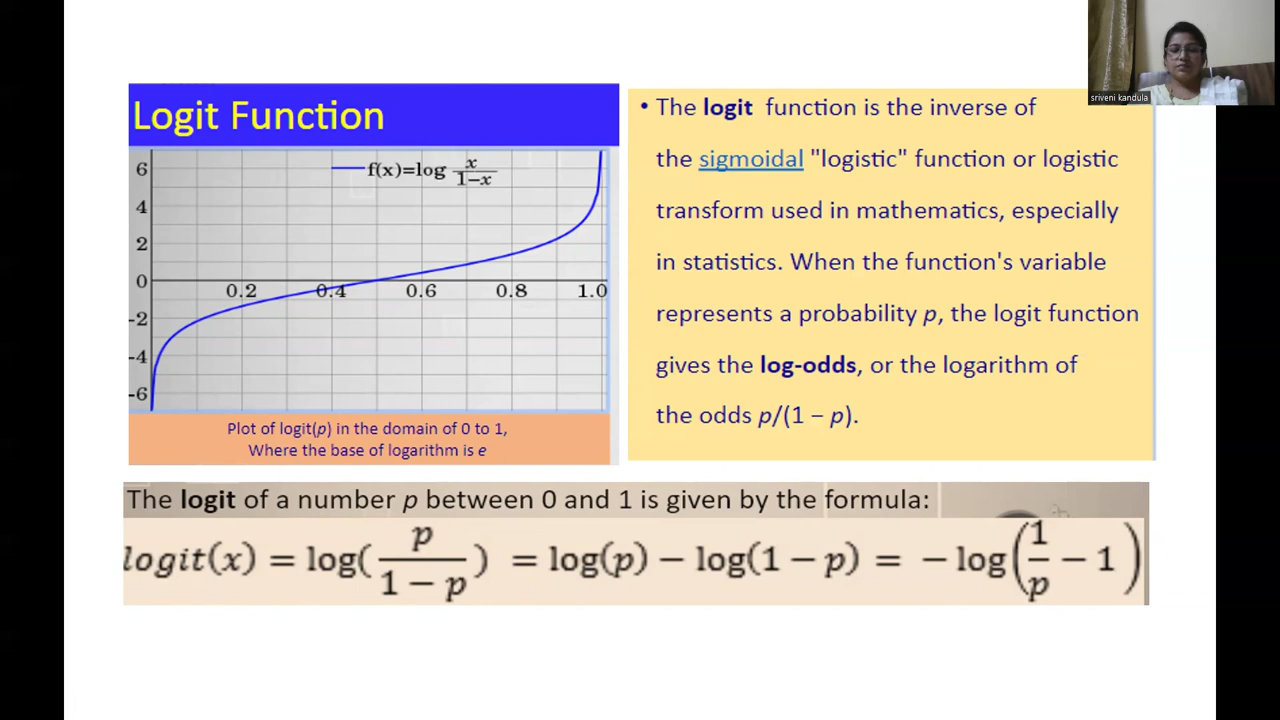 sriveni kandula
Logit Function
f(x)=log x/1−x
6
4
2
0
-2
-4
-6
0.2 0.4 0.6 0.8 1.0
Plot of logit(p) in the domain of 0 to 1,
Where the base of logarithm is e
• The logit function is the inverse of
the sigmoidal "logistic" function or logistic
transform used in mathematics, especially
in statistics. When the function's variable
represents a probability p, the logit function
gives the log-odds, or the logarithm of
the odds p/(1 − p).
The logit of a number p between 0 and 1 is given by the formula:
logit(x) = log(p/1 − p) = log(p) − log(1 − p) = − log(1/p − 1)